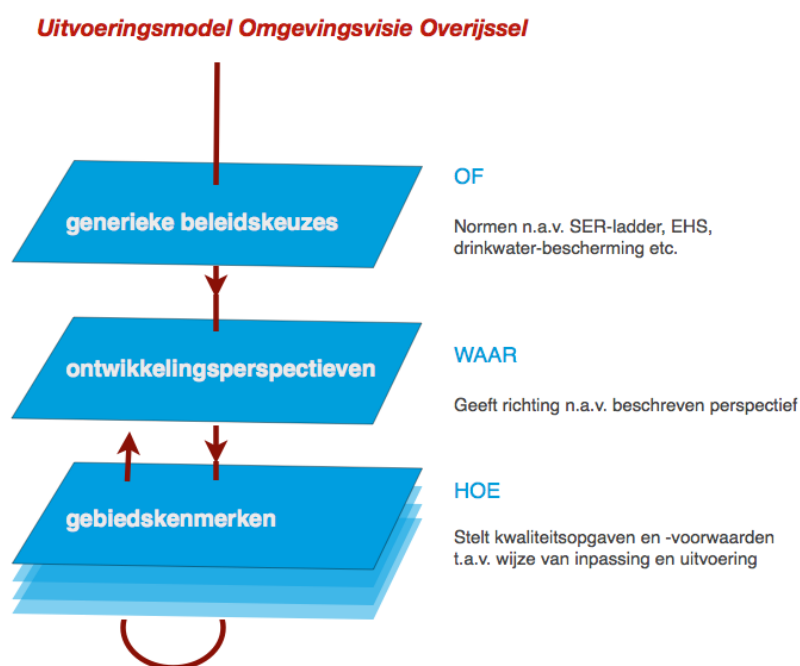 Uitvoeringsmodel Omgevingsvisie Overijssel
generieke beleidskeuzes
OF
Normen n.a.v. SER-ladder, EHS,
drinkwater-bescherming etc.
ontwikkelingsperspectieven
WAAR
Geeft richting n.a.v. beschreven perspectief
gebiedskenmerken
HOE
Stelt kwaliteitsopgaven en -voorwaarden
t.a.v. wijze van inpassing en uitvoering